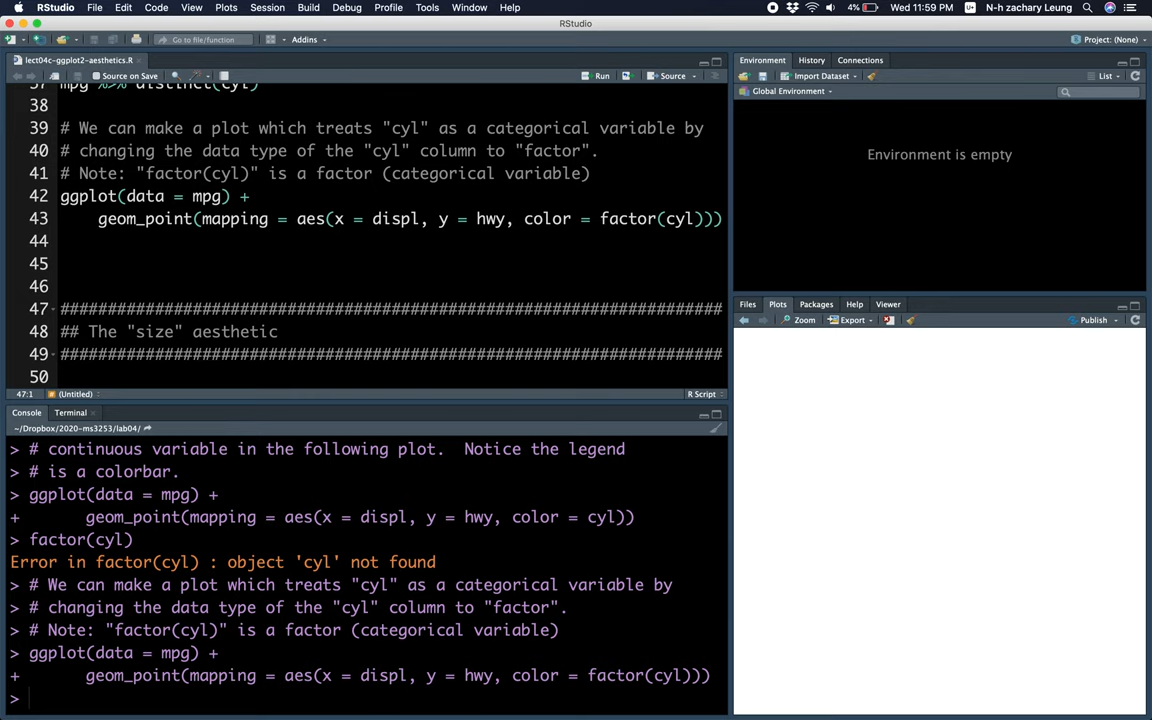 RStudio File Edit Code View Plots Session Build Debug Profile Tools Window Help 4% Wed 11:59 PM N-h zachary Leung
RStudio
Go to file/function Addins Project: (None)
lect04c-ggplot2-aesthetics.R
Source on Save Run Source
37 mpg %>% distinct(cyl)
38
39 # We can make a plot which treats "cyl" as a categorical variable by
40 # changing the data type of the "cyl" column to "factor".
41 # Note: "factor(cyl)" is a factor (categorical variable)
42 ggplot(data = mpg) +
43 geom_point(mapping = aes(x = displ, y = hwy, color = factor(cyl)))
44
45
46
47 ######################################################################
48 ## The "size" aesthetic
49 ######################################################################
50
47:1 (Untitled) R Script
Console Terminal
~/Dropbox/2020-ms3253/lab04/
> # continuous variable in the following plot.  Notice the legend
> # is a colorbar.
> ggplot(data = mpg) +
+ geom_point(mapping = aes(x = displ, y = hwy, color = cyl))
> factor(cyl)
Error in factor(cyl) : object 'cyl' not found
> # We can make a plot which treats "cyl" as a categorical variable by
> # changing the data type of the "cyl" column to "factor".
> # Note: "factor(cyl)" is a factor (categorical variable)
> ggplot(data = mpg) +
+ geom_point(mapping = aes(x = displ, y = hwy, color = factor(cyl)))
>
Environment History Connections
Import Dataset List
Global Environment
Environment is empty
Files Plots Packages Help Viewer
Zoom Export Publish